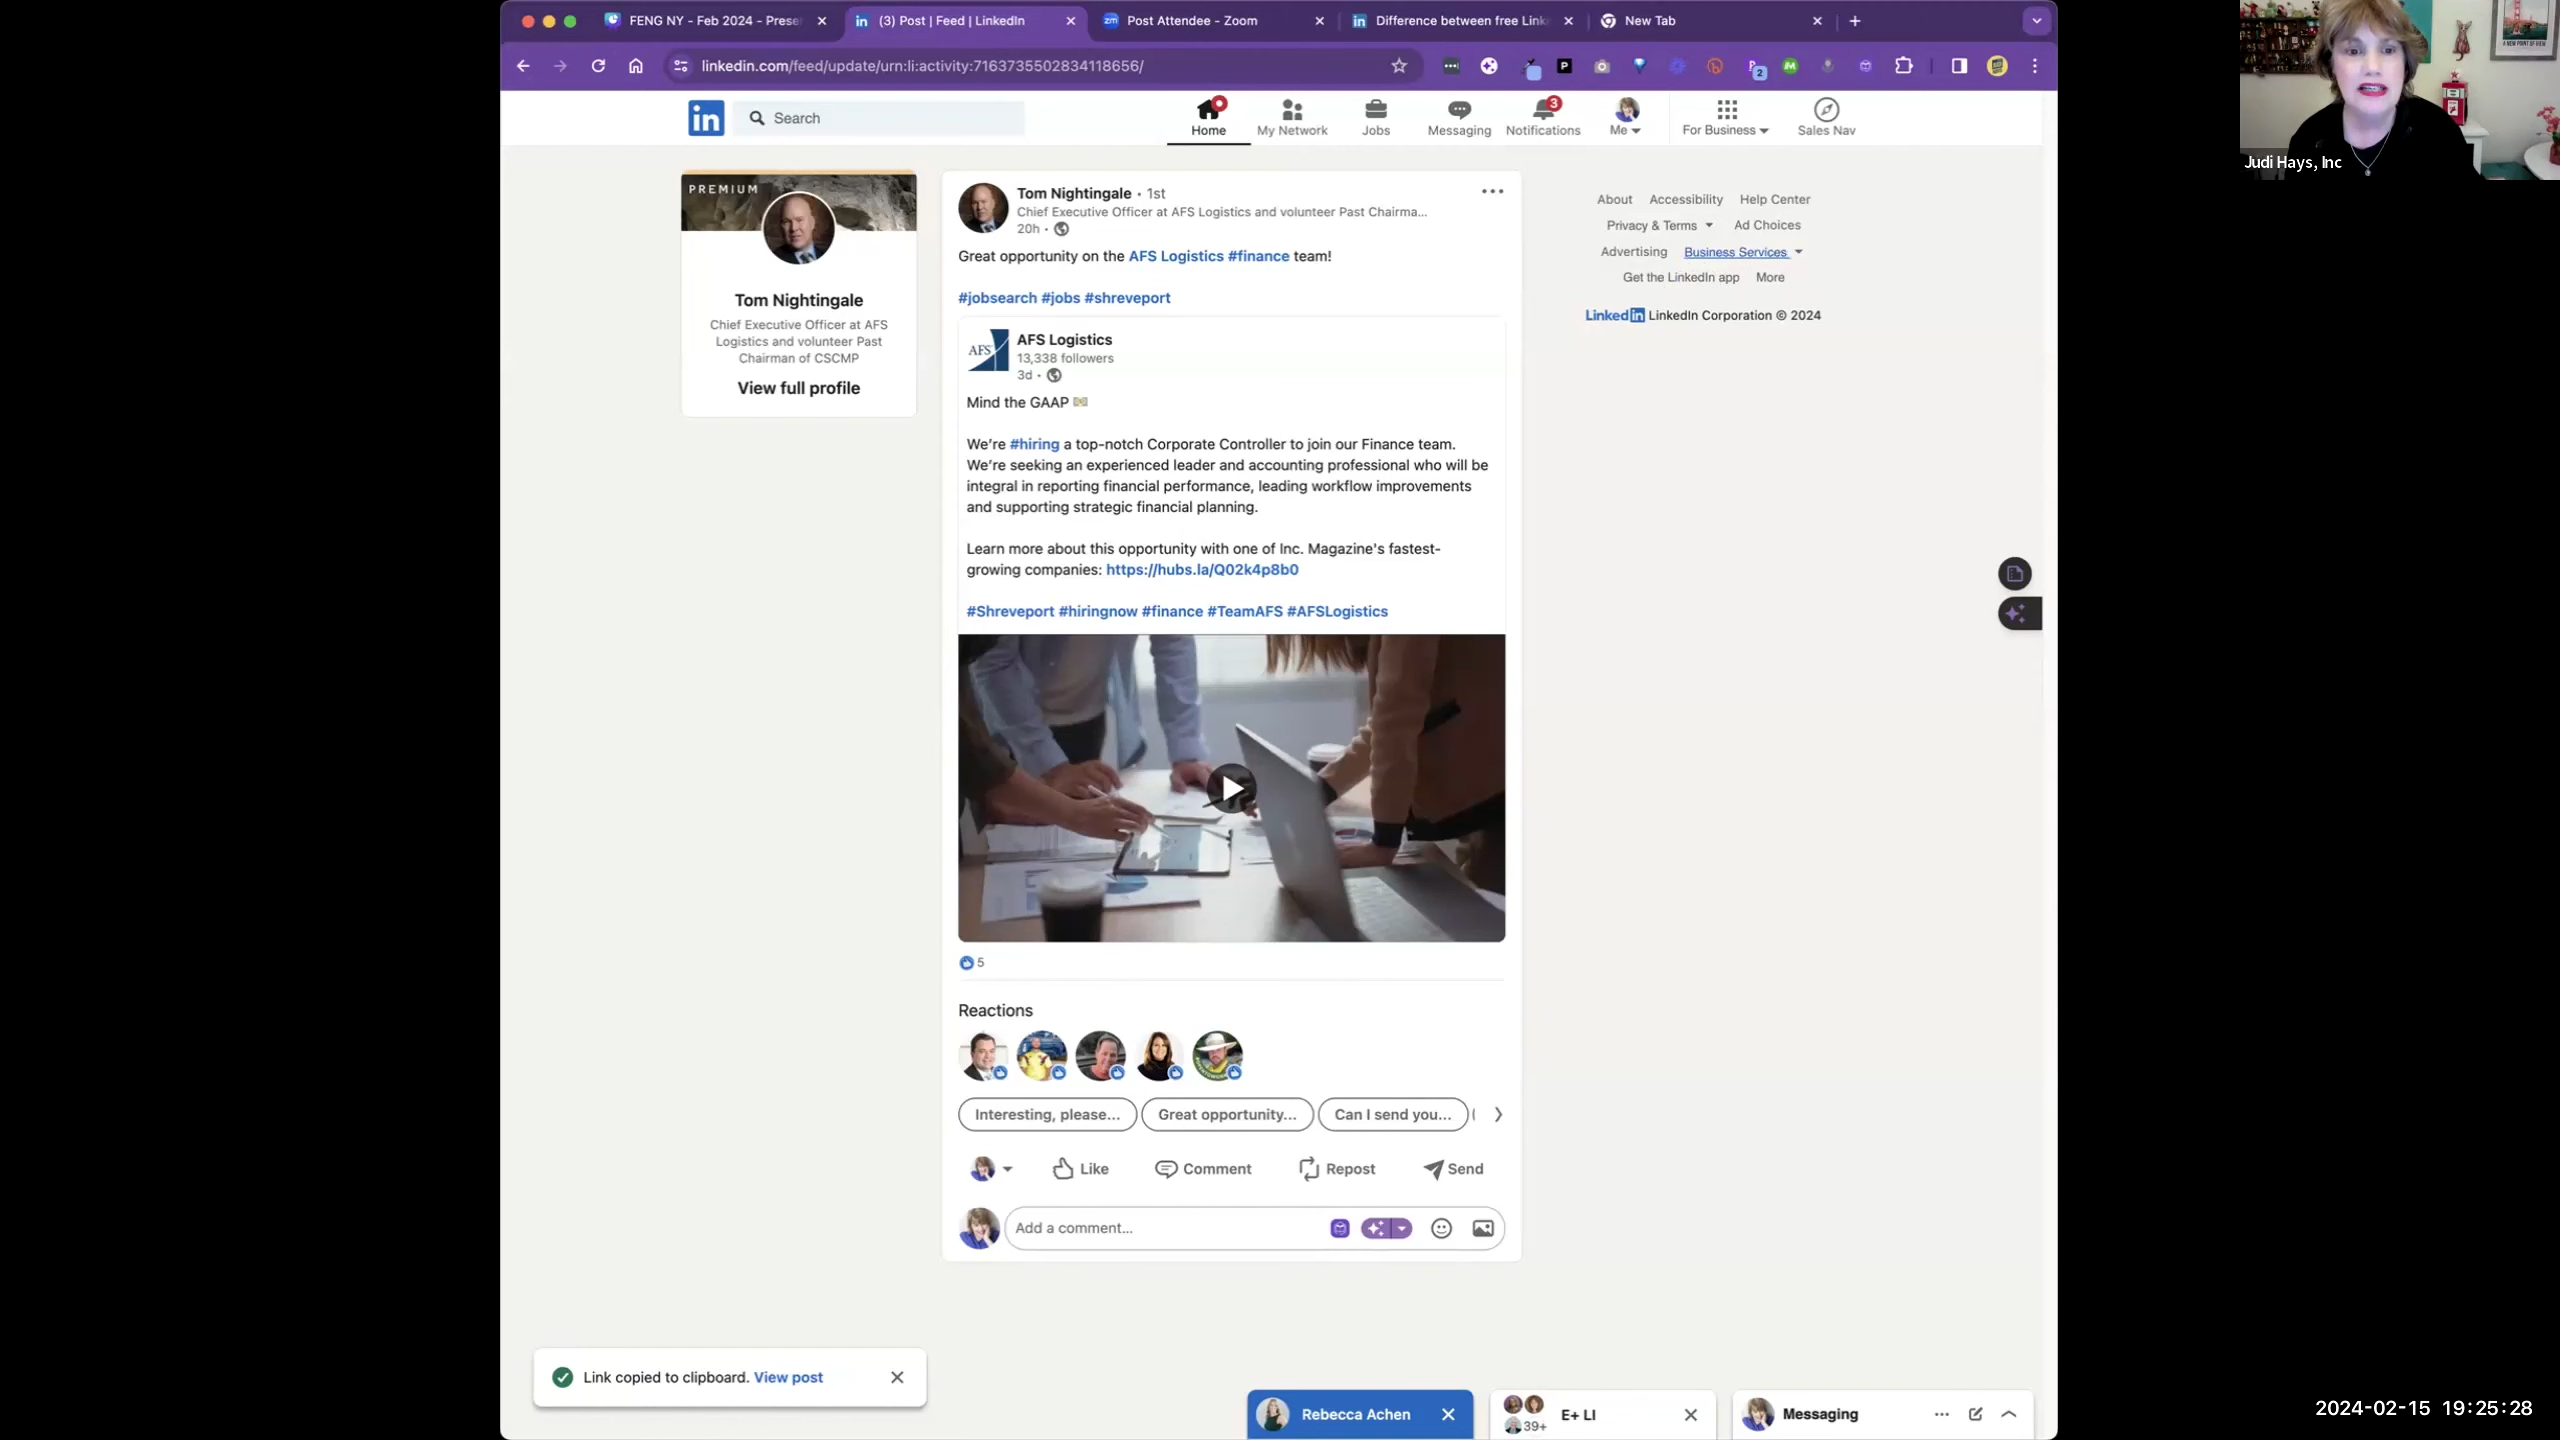 FENG NY - Feb 2024 - Prese
(3) Post | Feed | LinkedIn
Post Attendee - Zoom
Difference between free Link
New Tab
linkedin.com/feed/update/urn:li:activity:7163735502834118656/
2
Search
Home
My Network
Jobs
Messaging
3
Notifications
Me
For Business
Sales Nav
PREMIUM
Tom Nightingale
Chief Executive Officer at AFS
Logistics and volunteer Past
Chairman of CSCMP
View full profile
Tom Nightingale • 1st
Chief Executive Officer at AFS Logistics and volunteer Past Chairma...
20h •
Great opportunity on the AFS Logistics #finance team!
#jobsearch #jobs #shreveport
AFS
AFS Logistics
13,338 followers
3d •
Mind the GAAP
We're #hiring a top-notch Corporate Controller to join our Finance team.
We're seeking an experienced leader and accounting professional who will be
integral in reporting financial performance, leading workflow improvements
and supporting strategic financial planning.
Learn more about this opportunity with one of Inc. Magazine's fastest-
growing companies: https://hubs.la/Q02k4p8b0
#Shreveport #hiringnow #finance #TeamAFS #AFSLogistics
5
Reactions
Interesting, please...
Great opportunity...
Can I send you...
Like
Comment
Repost
Send
Add a comment...
About Accessibility Help Center
Privacy & Terms Ad Choices
Advertising Business Services
Get the LinkedIn app More
LinkedIn LinkedIn Corporation © 2024
Link copied to clipboard. View post
Rebecca Achen
39+
E+ LI
Messaging
A NEW POINT OF VIEW
Judi Hays, Inc
2024-02-15 19:25:28